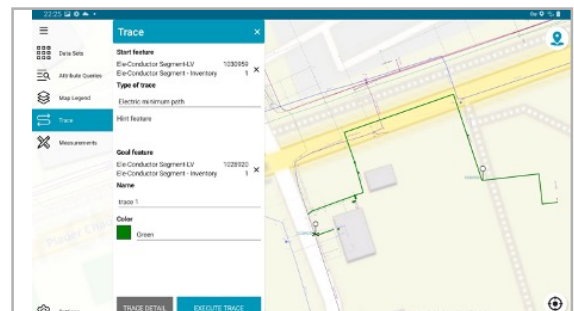 22:25
Trace
Data Sets
Attribute Queries
Map Legend
Trace
Measurements
Start feature
Ele-Conductor Segment-LV 1030959
Ele-Conductor Segment - Inventory 1
Type of trace
Electric minimum path
Hint feature
Goal feature
Ele-Conductor Segment-LV 1028920
Ele-Conductor Segment - Inventory 1
Name
trace 1
Color
Green
TRACE DETAIL
EXECUTE TRACE